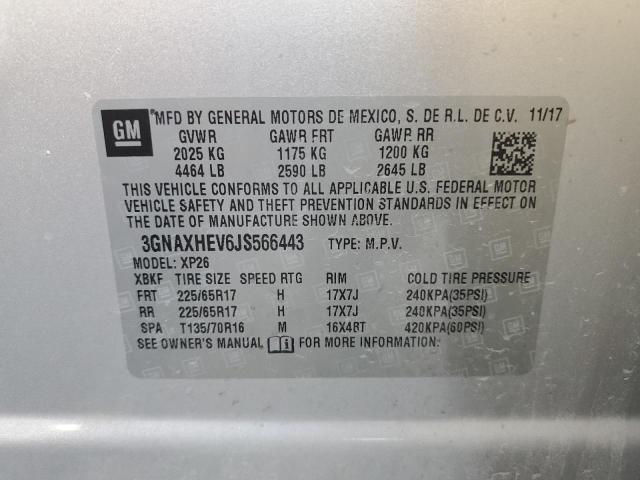 GM
MFD BY GENERAL MOTORS DE MEXICO, S. DE R.L. DE C.V. 11/17
GVWR GAWR FRT GAWR RR
2025 KG 1175 KG 1200 KG
4464 LB 2590 LB 2645 LB
THIS VEHICLE CONFORMS TO ALL APPLICABLE U.S. FEDERAL MOTOR
VEHICLE SAFETY AND THEFT PREVENTION STANDARDS IN EFFECT ON
THE DATE OF MANUFACTURE SHOWN ABOVE.
3GNAXHEV6JS566443 TYPE: M.P.V.
MODEL: XP26
XBKF TIRE SIZE SPEED RTG RIM COLD TIRE PRESSURE
FRT 225/65R17 H 17X7J 240KPA(35PSI)
RR 225/65R17 H 17X7J 240KPA(35PSI)
SPA T135/70R16 M 16X4BT 420KPA(60PSI)
SEE OWNER'S MANUAL FOR MORE INFORMATION.